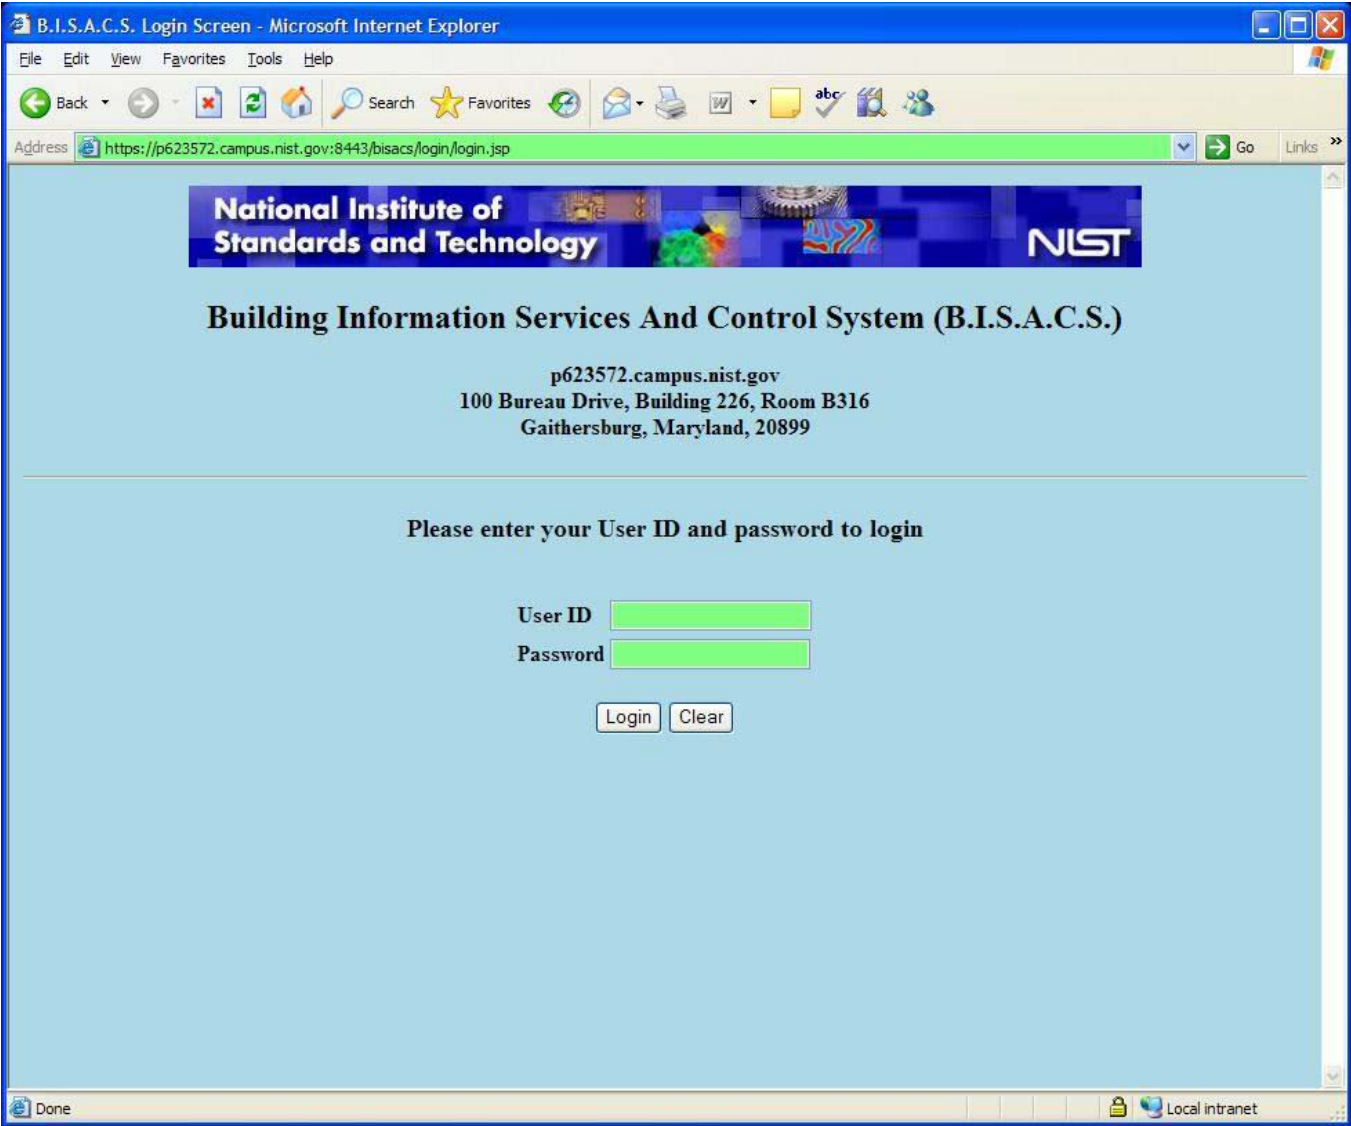 B.I.S.A.C.S. Login Screen - Microsoft Internet Explorer
File Edit View Favorites Tools Help
Back Search Favorites W abc
Address https://p623572.campus.nist.gov:8443/bisacs/login/login.jsp Go Links »
National Institute of
Standards and Technology NIST
Building Information Services And Control System (B.I.S.A.C.S.)
p623572.campus.nist.gov
100 Bureau Drive, Building 226, Room B316
Gaithersburg, Maryland, 20899
Please enter your User ID and password to login
User ID
Password
Login Clear
Done Local intranet